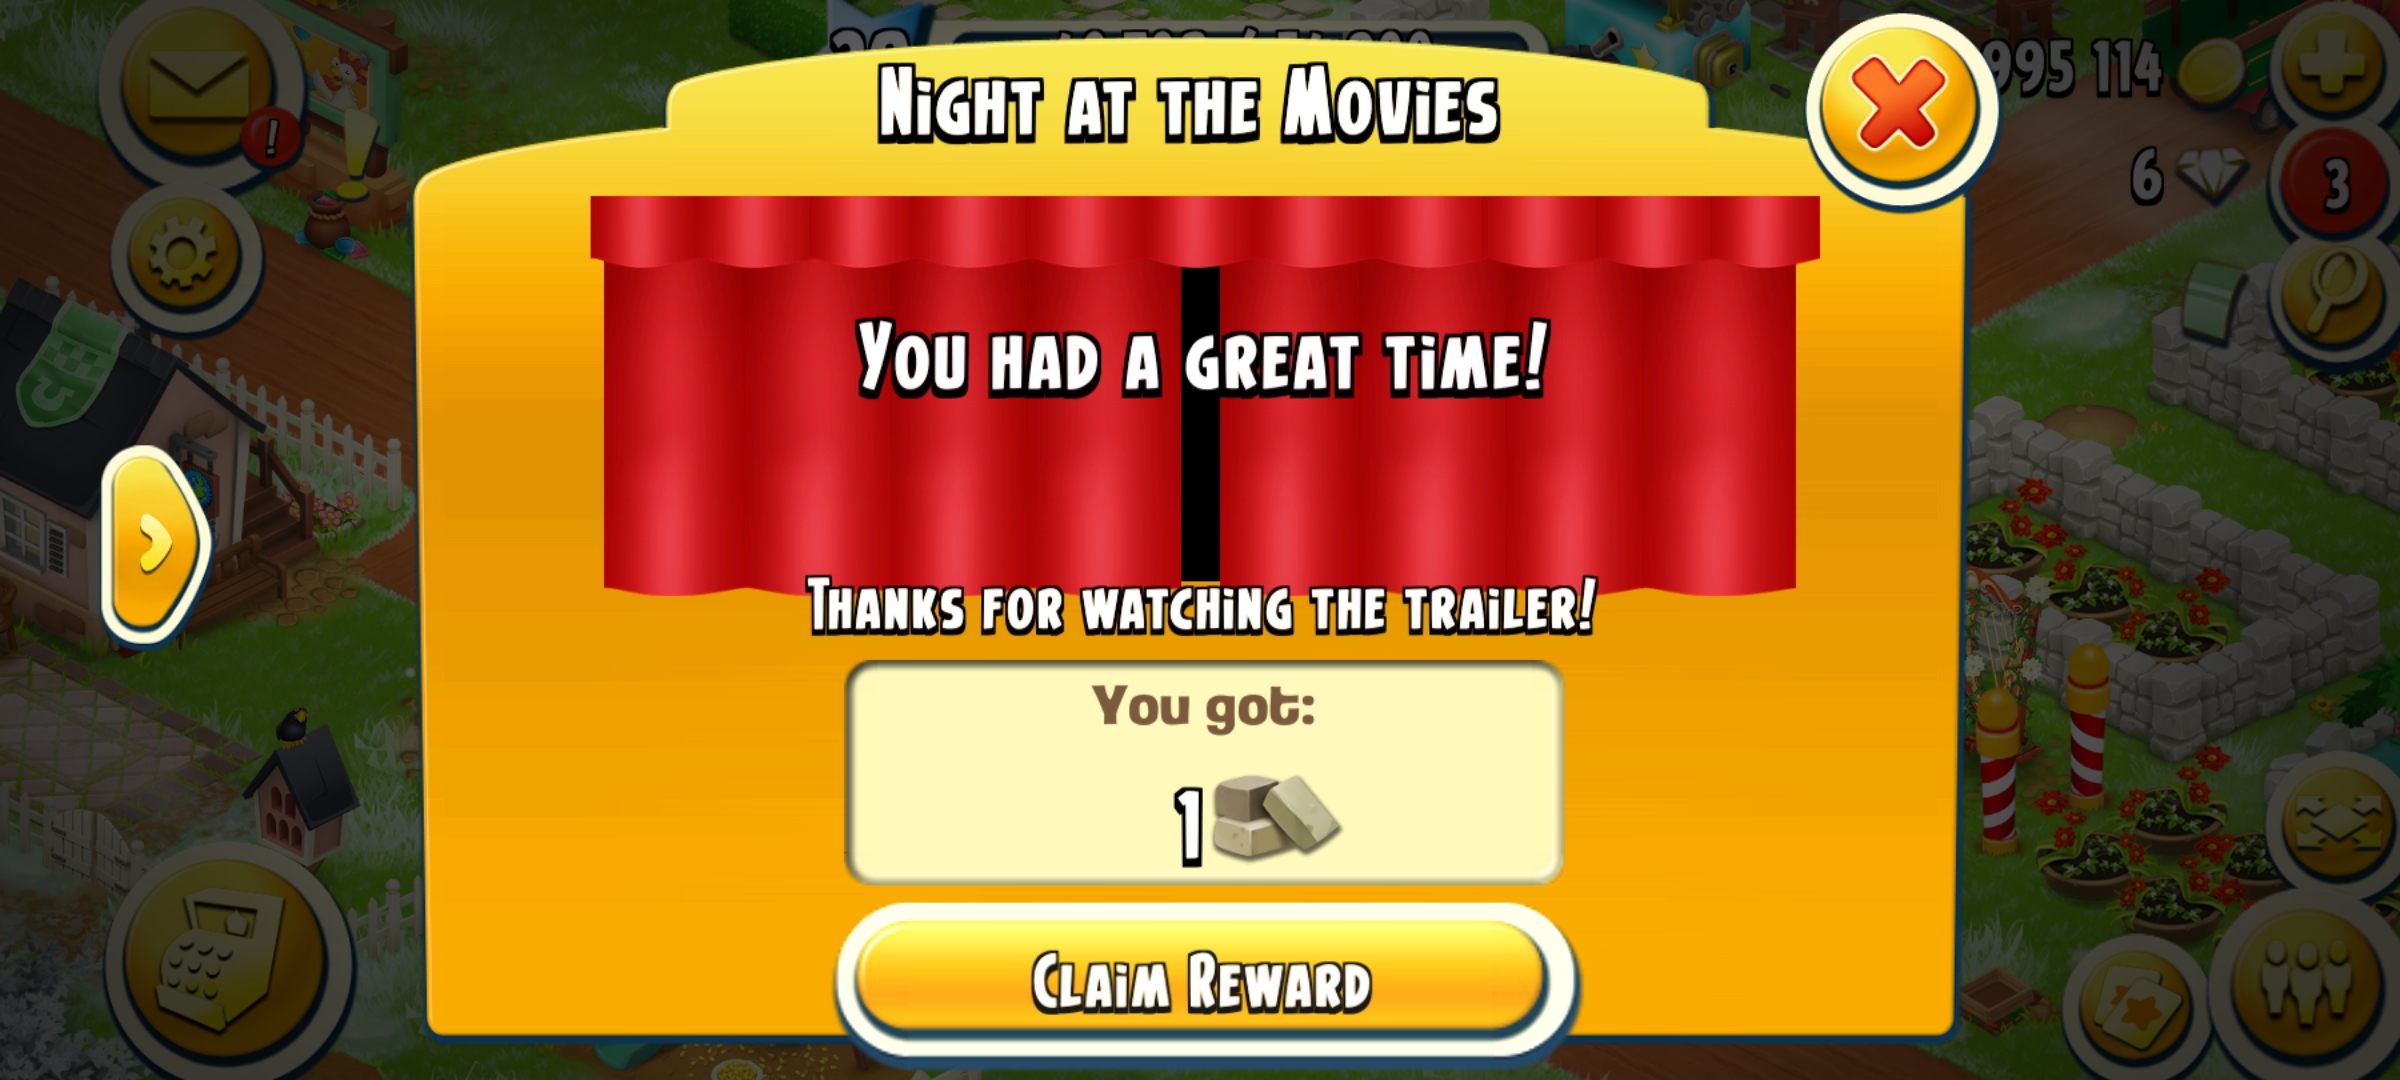 Night at the Movies
995 114
6
3
!
You had a great time!
Thanks for watching the trailer!
You got:
1
Claim Reward